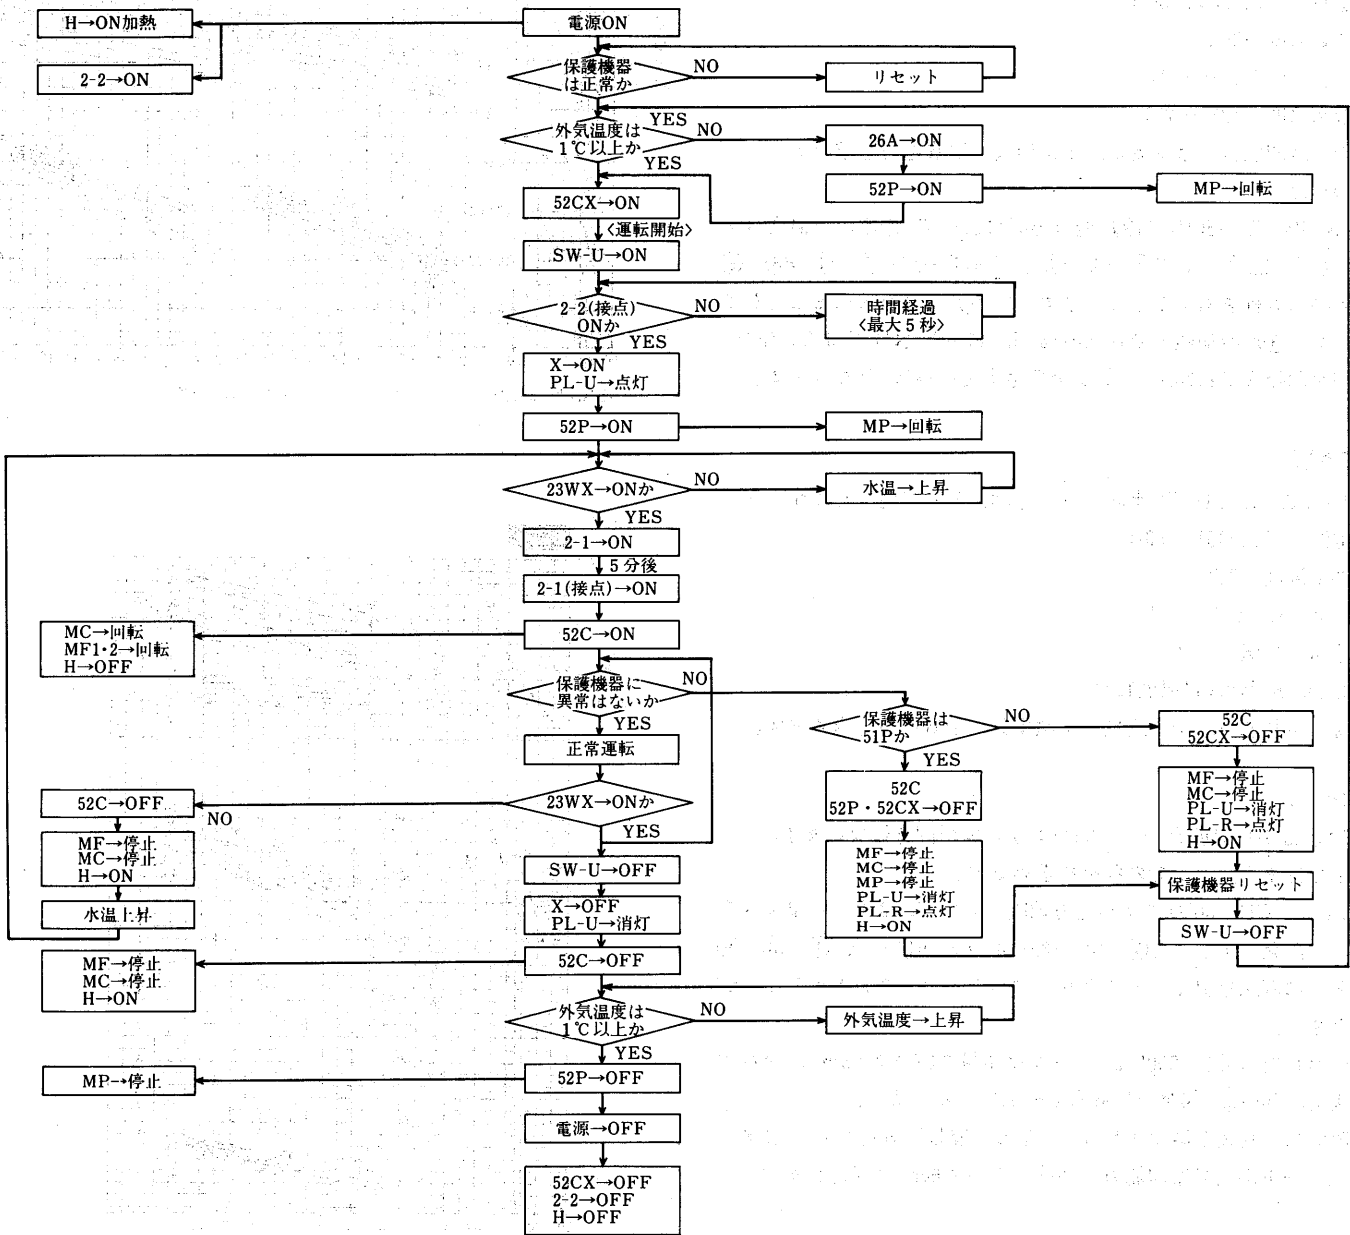 電源ON
H→ON加熱
2-2→ON
保護機器
は正常か
NO
リセット
YES
外気温度は
1℃以上か
NO
26A→ON
YES
52P→ON
MP→回転
52CX→ON
〈運転開始〉
SW-U→ON
2-2(接点)
ONか
NO
時間経過
〈最大5秒〉
YES
X→ON
PL-U→点灯
52P→ON
MP→回転
23WX→ONか
NO
水温→上昇
YES
2-1→ON
5分後
2-1(接点)→ON
52C→ON
MC→回転
MF1・2→回転
H→OFF
保護機器に
異常はないか
NO
YES
保護機器は
51Pか
NO
52C
52CX→OFF
YES
正常運転
23WX→ONか
NO
YES
52C→OFF
MF→停止
MC→停止
H→ON
水温上昇
52C
52P・52CX→OFF
MF→停止
MC→停止
MP→停止
PL-U→消灯
PL-R→点灯
H→ON
MF→停止
MC→停止
PL-U→消灯
PL-R→点灯
H→ON
保護機器リセット
SW-U→OFF
SW-U→OFF
X→OFF
PL-U→消灯
52C→OFF
MF→停止
MC→停止
H→ON
外気温度は
1℃以上か
NO
外気温度→上昇
YES
52P→OFF
MP→停止
電源→OFF
52CX→OFF
2-2→OFF
H→OFF